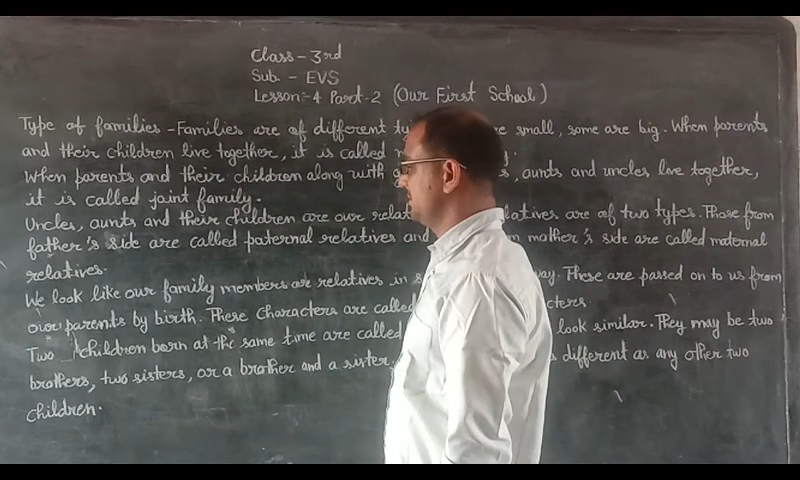 Class - 3rd
Sub. - EVS
Lesson:-4 Part-2 (Our First School)
Type of families - Families are of different ty me small, some are big. When parents
and their children live together, it is called
When parents and their children along with , aunts and uncles live together,
it is called joint family.
Uncles, aunts and their children are our relat latives are of two types. Those from
father's side are called paternal relatives and m mother's side are called maternal
relatives.
We look like our family members or relatives in s way. These are passed on to us from
our parents by birth. These characters are called cters.
Two children born at the same time are called look similar. They may be two
brothers, two sisters, or a brother and a sister. s different as any other two
children.